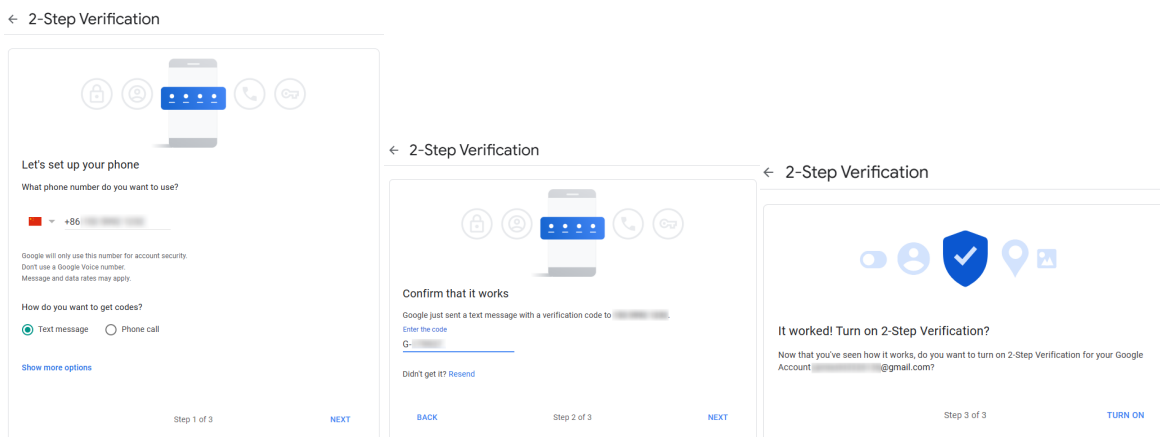 2-Step Verification
Let's set up your phone
What phone number do you want to use?
+86
Google will only use this number for account security.
Don't use a Google Voice number.
Message and data rates may apply.
How do you want to get codes?
Text message Phone call
Show more options
Step 1 of 3 NEXT
2-Step Verification
Confirm that it works
Google just sent a text message with a verification code to .
Enter the code
G-
Didn't get it? Resend
BACK Step 2 of 3 NEXT
2-Step Verification
It worked! Turn on 2-Step Verification?
Now that you've seen how it works, do you want to turn on 2-Step Verification for your Google
Account @gmail.com?
Step 3 of 3 TURN ON